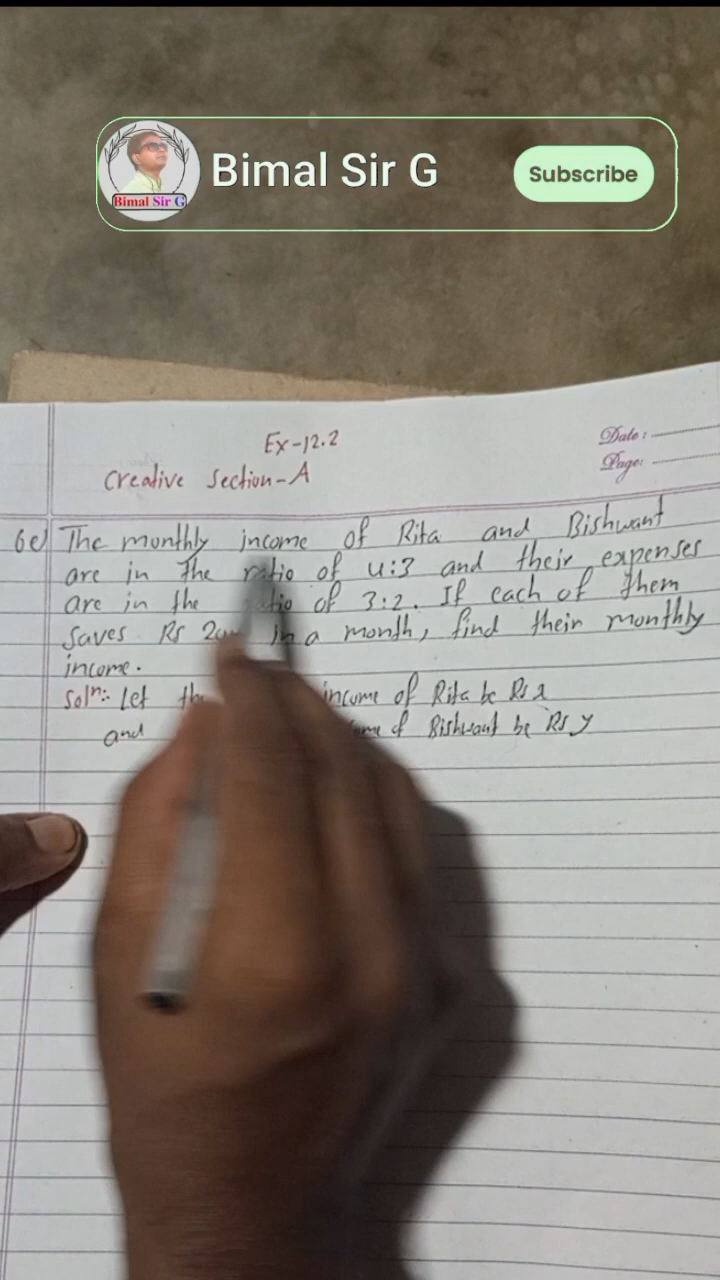 Bimal Sir G
Subscribe
Bimal Sir G
Ex-12.2
Date:
Page:
Creative Section-A
6e) The monthly income of Rita and Bishwant
are in the ratio of 4:3 and their expenses
are in the ratio of 3:2. If each of them
saves Rs in a month, find their monthly
income.
Solⁿ: Let income of Rita be Rs x
and of Bishwant be Rs y